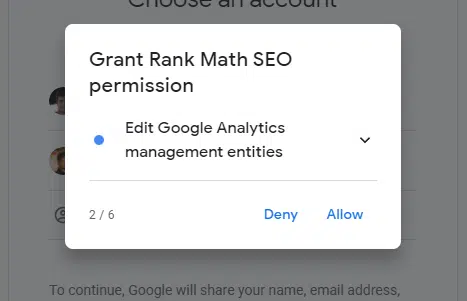 Choose an account
Grant Rank Math SEO
permission
Edit Google Analytics
management entities
2 / 6
Deny
Allow
To continue, Google will share your name, email address,